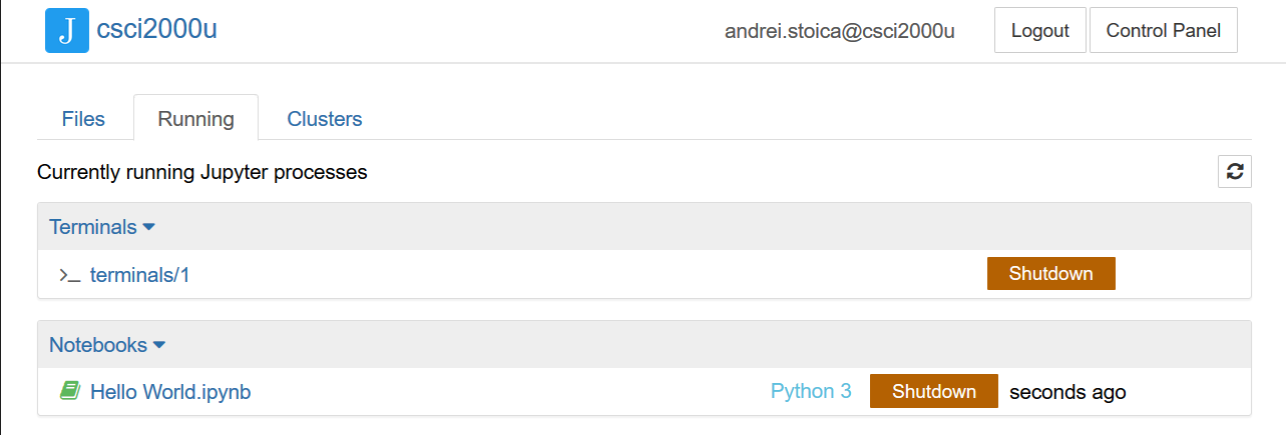 J csci2000u andrei.stoica@csci2000u Logout Control Panel
Files Running Clusters
Currently running Jupyter processes
Terminals
>_ terminals/1 Shutdown
Notebooks
Hello World.ipynb Python 3 Shutdown seconds ago